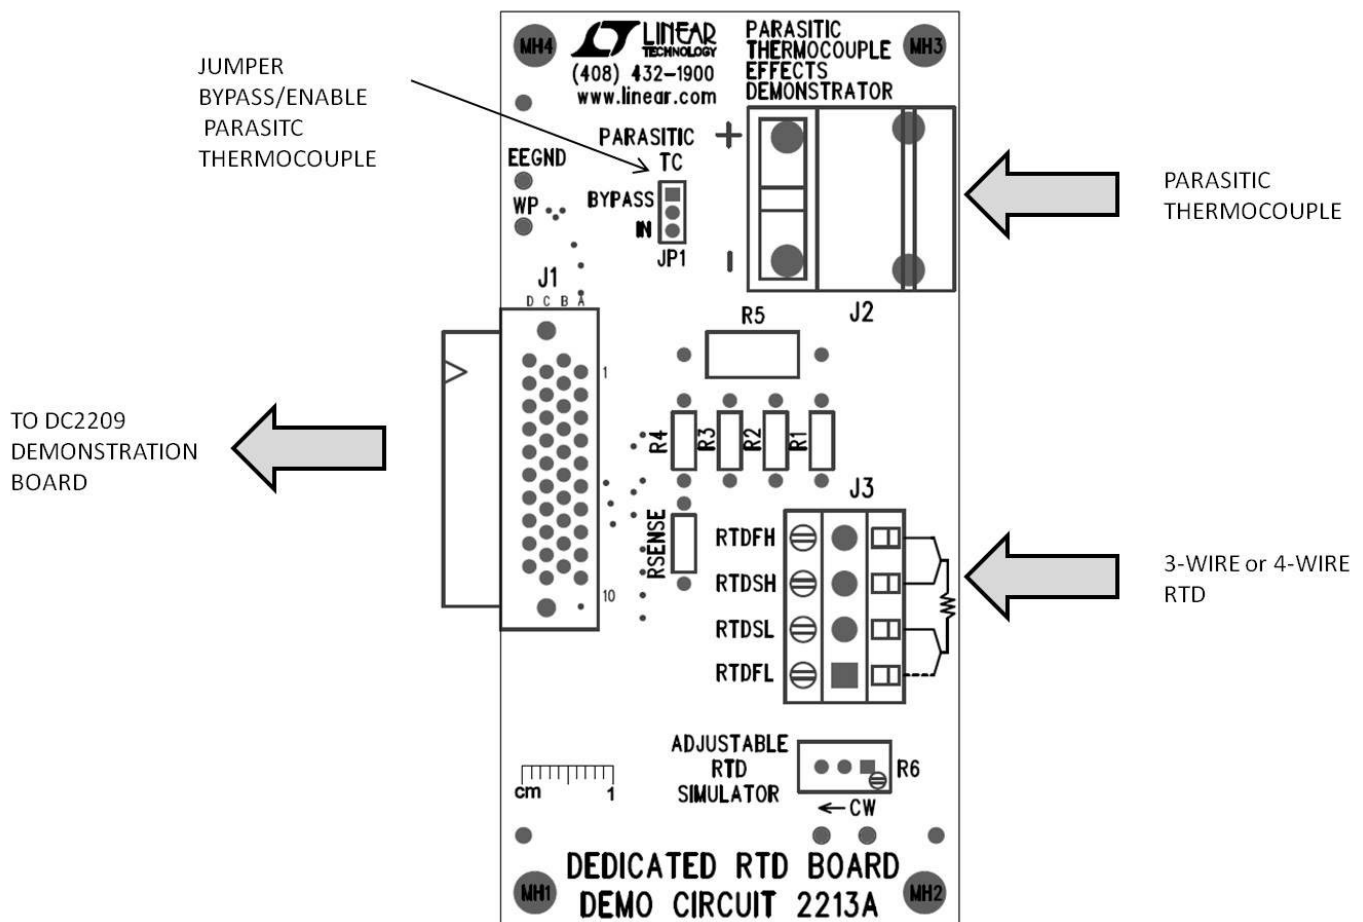 JUMPER
BYPASS/ENABLE
PARASITC
THERMOCOUPLE
MH4
LINEAR
TECHNOLOGY
(408) 432-1900
www.linear.com
PARASITIC
THERMOCOUPLE
EFFECTS
DEMONSTRATOR
MH3
PARASITIC
TC
BYPASS
IN
JP1
+
-
J2
EEGND
WP
PARASITIC
THERMOCOUPLE
J1
D C B A
1
10
R5
R4
R3
R2
R1
TO DC2209
DEMONSTRATION
BOARD
RSENSE
J3
RTDFH
RTDSH
RTDSL
RTDFL
3-WIRE or 4-WIRE
RTD
ADJUSTABLE
RTD
SIMULATOR
R6
← CW
cm 1
DEDICATED RTD BOARD
DEMO CIRCUIT 2213A
MH1
MH2